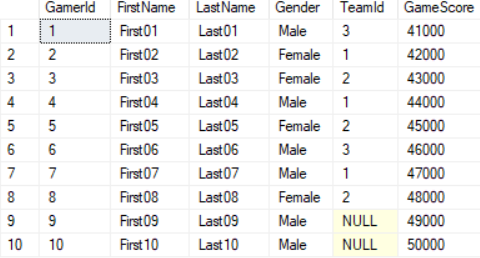 GamerId FirstName LastName Gender TeamId GameScore
1 1 First01 Last01 Male 3 41000
2 2 First02 Last02 Female 1 42000
3 3 First03 Last03 Female 2 43000
4 4 First04 Last04 Male 1 44000
5 5 First05 Last05 Female 2 45000
6 6 First06 Last06 Male 3 46000
7 7 First07 Last07 Male 1 47000
8 8 First08 Last08 Female 2 48000
9 9 First09 Last09 Male NULL 49000
10 10 First10 Last10 Male NULL 50000